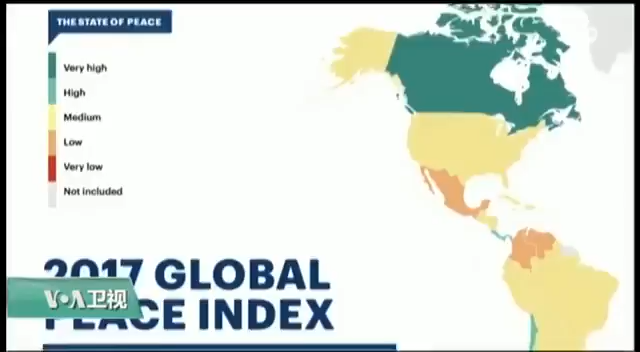 THE STATE OF PEACE
Very high
High
Medium
Low
Very low
Not included
2017 GLOBAL
PEACE INDEX
VOA卫视